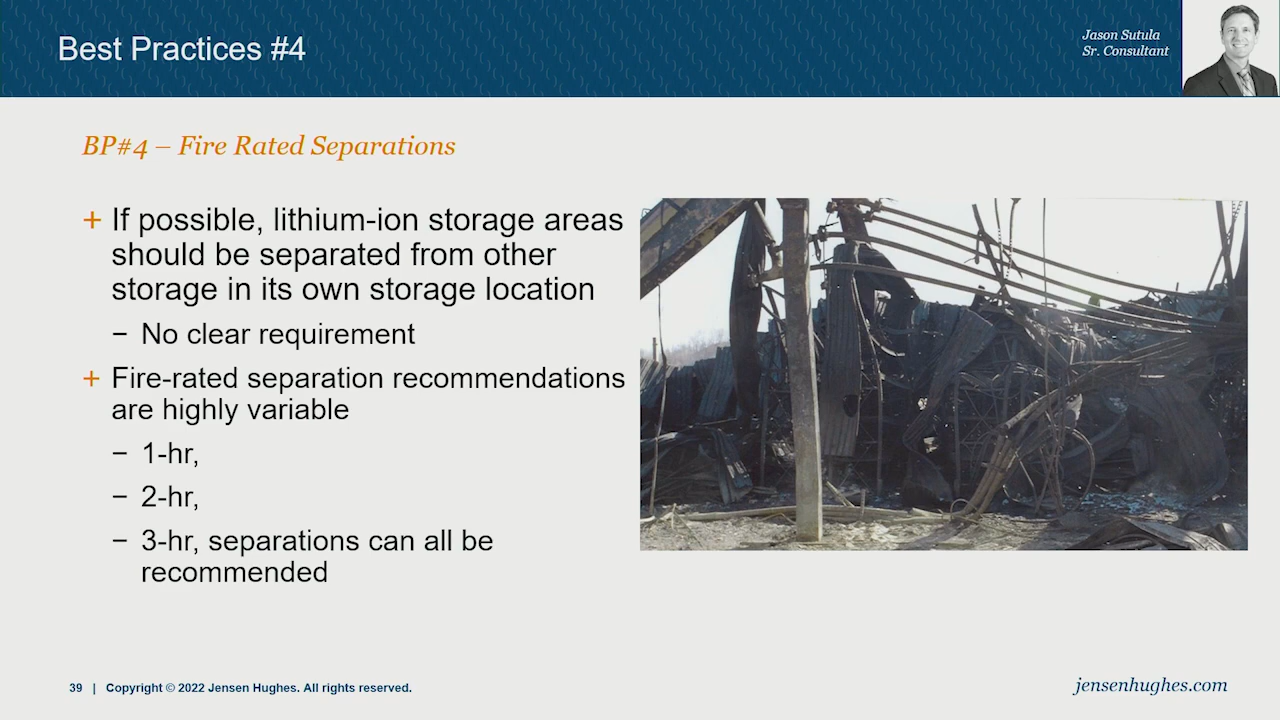 Best Practices #4
Jason Sutula
Sr. Consultant
BP#4 – Fire Rated Separations
+ If possible, lithium-ion storage areas
should be separated from other
storage in its own storage location
− No clear requirement
+ Fire-rated separation recommendations
are highly variable
− 1-hr,
− 2-hr,
− 3-hr, separations can all be
recommended
39 | Copyright © 2022 Jensen Hughes. All rights reserved.
jensenhughes.com